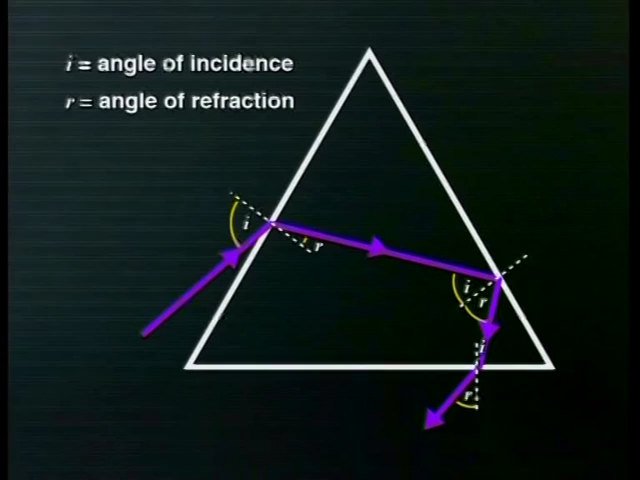 i = angle of incidence
r = angle of refraction
i
r
i
r
i
r